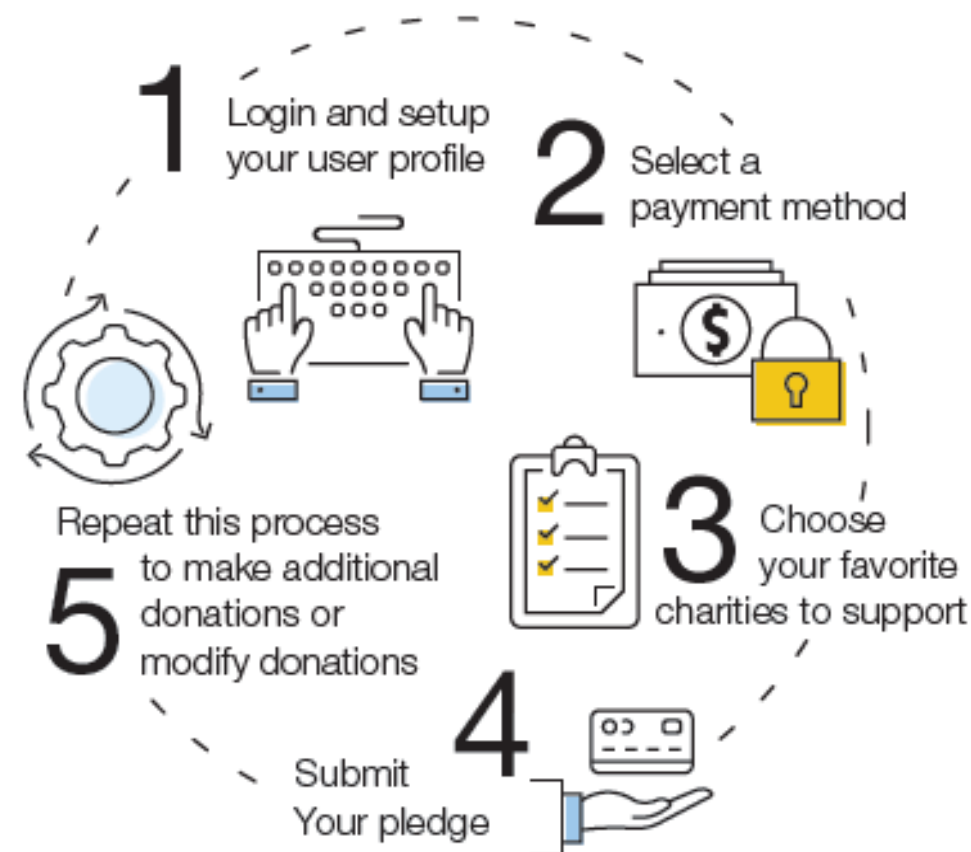 1
Login and setup
your user profile
2
Select a
payment method
$
3
Choose
your favorite
charities to support
4
Submit
Your pledge
5
Repeat this process
to make additional
donations or
modify donations